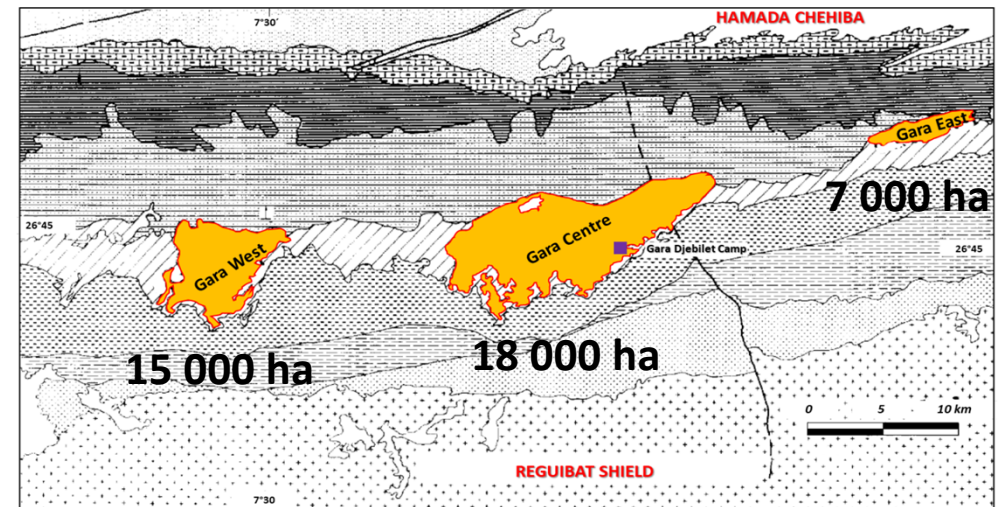 7°30'
HAMADA CHEHIBA
Gara East
7 000 ha
26°45
Gara West
Gara Centre
Gara Djebilet Camp
26°45
15 000 ha
18 000 ha
0 5 10 km
REGUIBAT SHIELD
7°30